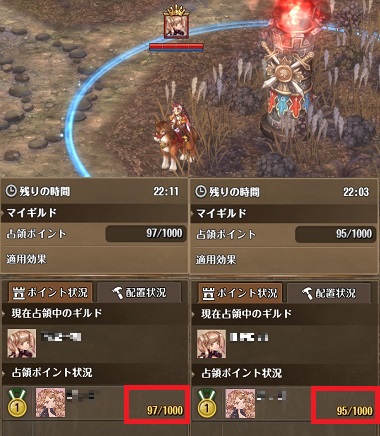 残りの時間 22:11
マイギルド
占領ポイント 97/1000
適用効果
ポイント状況 配置状況
現在占領中のギルド
占領ポイント状況
1 97/1000
残りの時間 22:03
マイギルド
占領ポイント 95/1000
適用効果
ポイント状況 配置状況
現在占領中のギルド
占領ポイント状況
1 95/1000